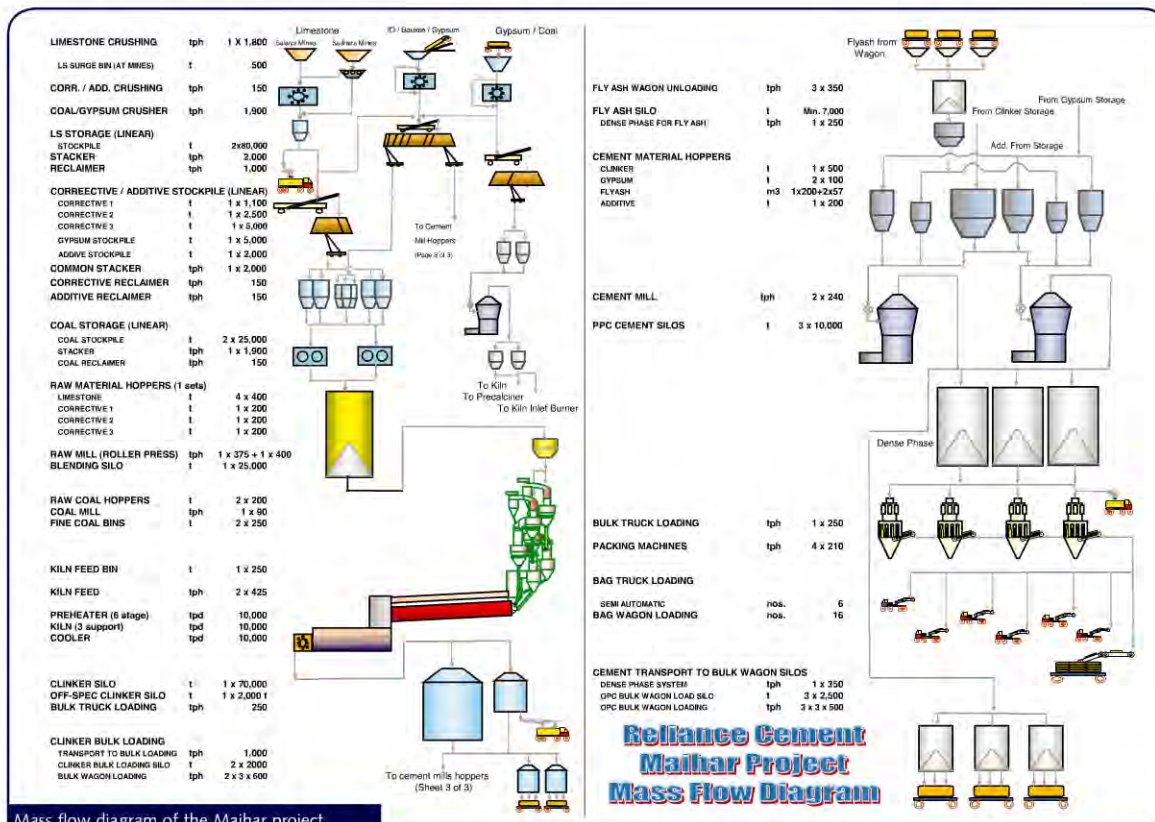 LIMESTONE CRUSHING tph 1 X 1,800
LS SURGE BIN (AT MINES) t 500
CORR. / ADD. CRUSHING tph 150
COAL/GYPSUM CRUSHER tph 1,900
LS STORAGE (LINEAR)
STOCKPILE t 2x80,000
STACKER tph 2,000
RECLAIMER tph 1,000
CORREECTIVE / ADDITIVE STOCKPILE (LINEAR)
CORRECTIVE 1 t 1 x 1,100
CORRECTIVE 2 t 1 x 2,500
CORRECTIVE 3 t 1 x 5,000
GYPSUM STOCKPILE t 1 x 5,000
ADDIVE STOCKPILE t 1 x 2,000
COMMON STACKER tph 1 x 2,000
CORRECTIVE RECLAIMER tph 150
ADDITIVE RECLAIMER tph 150
COAL STORAGE (LINEAR)
COAL STOCKPILE t 2 x 25,000
STACKER tph 1 x 1,900
COAL RECLAIMER tph 150
RAW MATERIAL HOPPERS (1 sets)
LIMESTONE t 4 x 400
CORRECTIVE 1 t 1 x 200
CORRECTIVE 2 t 1 x 200
CORRECTIVE 3 t 1 x 200
RAW MILL (ROLLER PRESS) tph 1 x 375 + 1 x 400
BLENDING SILO t 1 x 25,000
RAW COAL HOPPERS t 2 x 200
COAL MILL tph 1 x 90
FINE COAL BINS t 2 x 250
KILN FEED BIN t 1 x 250
KILN FEED tph 2 x 425
PREHEATER (6 stage) tpd 10,000
KILN (3 support) tpd 10,000
COOLER tpd 10,000
CLINKER SILO t 1 x 70,000
OFF-SPEC CLINKER SILO t 1 x 2,000 t
BULK TRUCK LOADING tph 250
CLINKER BULK LOADING
TRANSPORT TO BULK LOADING tph 1,000
CLINKER BULK LOADING SILO t 2 x 2000
BULK WAGON LOADING tph 2 x 3 x 600
Limestone
Mines Mines
/ Gypsum
Gypsum / Coal
To Cement
Mill Hoppers
(Page 3 of 3)
To Kiln
To Precalciner
To Kiln Inlet Burner
To cement mills hoppers
(Sheet 3 of 3)
Flyash from
Wagon
From Gypsum Storage
From Clinker Storage
Add. From Storage
FLY ASH WAGON UNLOADING tph 3 x 350
FLY ASH SILO t Min. 7,000
DENSE PHASE FOR FLY ASH tph 1 x 250
CEMENT MATERIAL HOPPERS
CLINKER t 1 x 500
GYPSUM t 2 x 100
FLYASH m3 1x200+2x57
ADDITIVE t 1 x 200
CEMENT MILL tph 2 x 240
PPC CEMENT SILOS t 3 x 10,000
Dense Phase
BULK TRUCK LOADING tph 1 x 250
PACKING MACHINES tph 4 x 210
BAG TRUCK LOADING
SEMI AUTOMATIC nos. 6
BAG WAGON LOADING nos. 16
CEMENT TRANSPORT TO BULK WAGON SILOS
DENSE PHASE SYSTEM tph 1 x 350
OPC BULK WAGON LOAD SILO t 3 x 2,500
OPC BULK WAGON LOADING tph 3 x 3 x 500
Reliance Cement
Maihar Project
Mass Flow Diagram
Mass flow diagram of the Maihar project